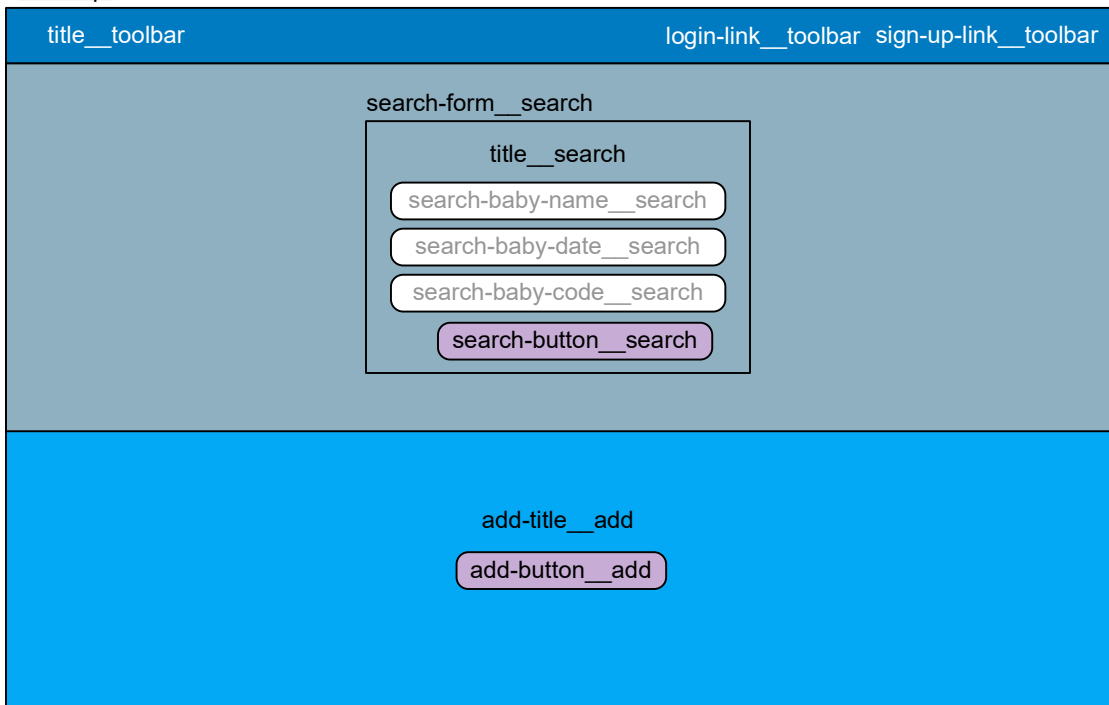 title__toolbar login-link__toolbar sign-up-link__toolbar
search-form__search
title__search
search-baby-name__search
search-baby-date__search
search-baby-code__search
search-button__search
add-title__add
add-button__add